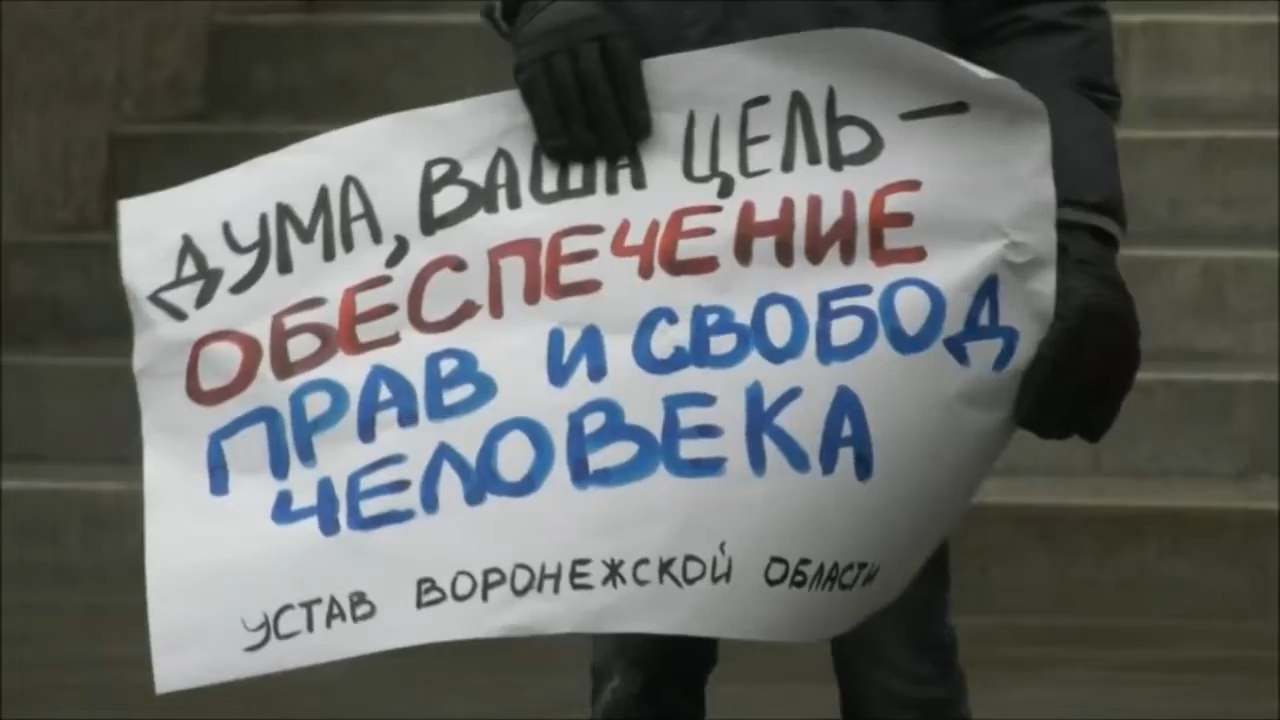 ДУМА, ВАША ЦЕЛЬ –
ОБЕСПЕЧЕНИЕ
ПРАВ И СВОБОД
ЧЕЛОВЕКА
УСТАВ ВОРОНЕЖСКОЙ ОБЛАСТИ